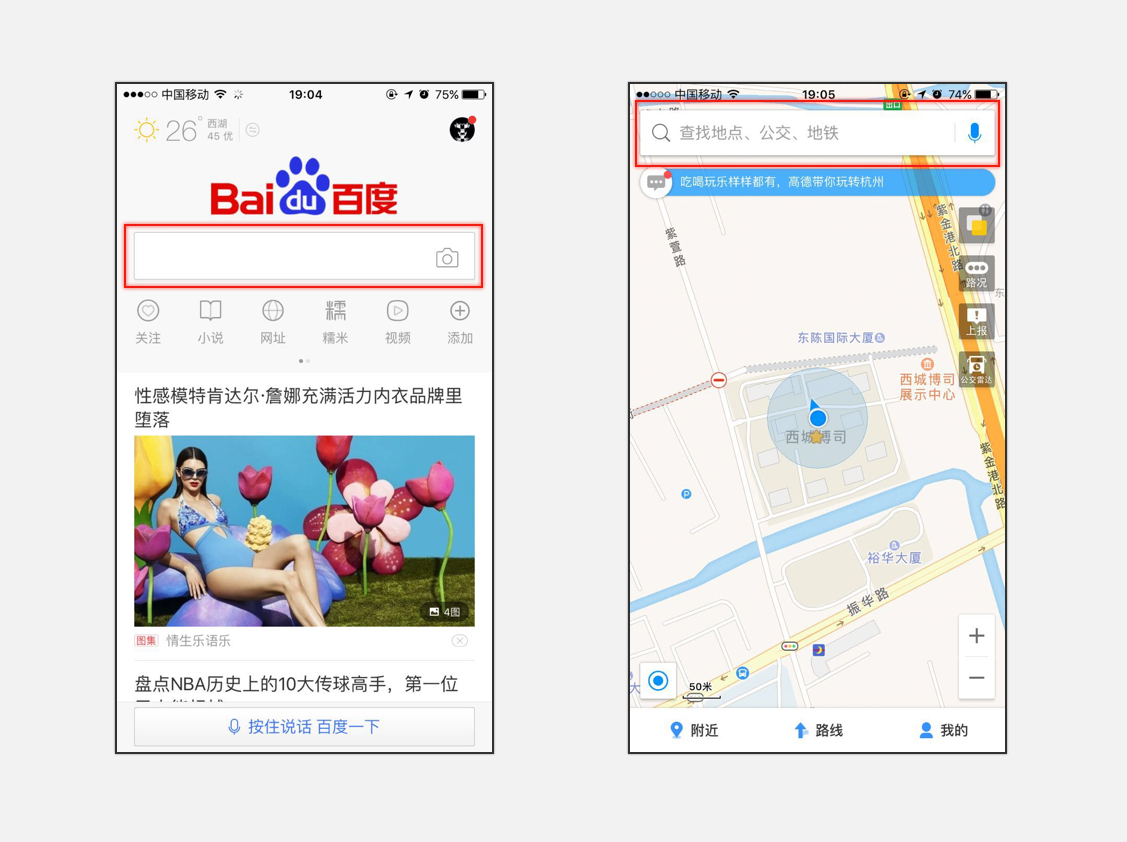 中国移动 19:04 75%
26° 西湖
45 优
Bai du 百度
关注 小说 网址 糯米 视频 添加
性感模特肯达尔·詹娜充满活力内衣品牌里
堕落
4图
图集 情生乐语乐
盘点NBA历史上的10大传球高手，第一位
按住说话 百度一下
中国移动 19:05 74%
出口
查找地点、公交、地铁
吃喝玩乐样样都有，高德带你玩转杭州
紫萱路
紫金港北路
路况
东
上报
东陈国际大厦
公交雷达
西城博司
展示中心
西城博司
紫金港北路
P
裕华大厦
振华路
大
50米
附近 路线 我的